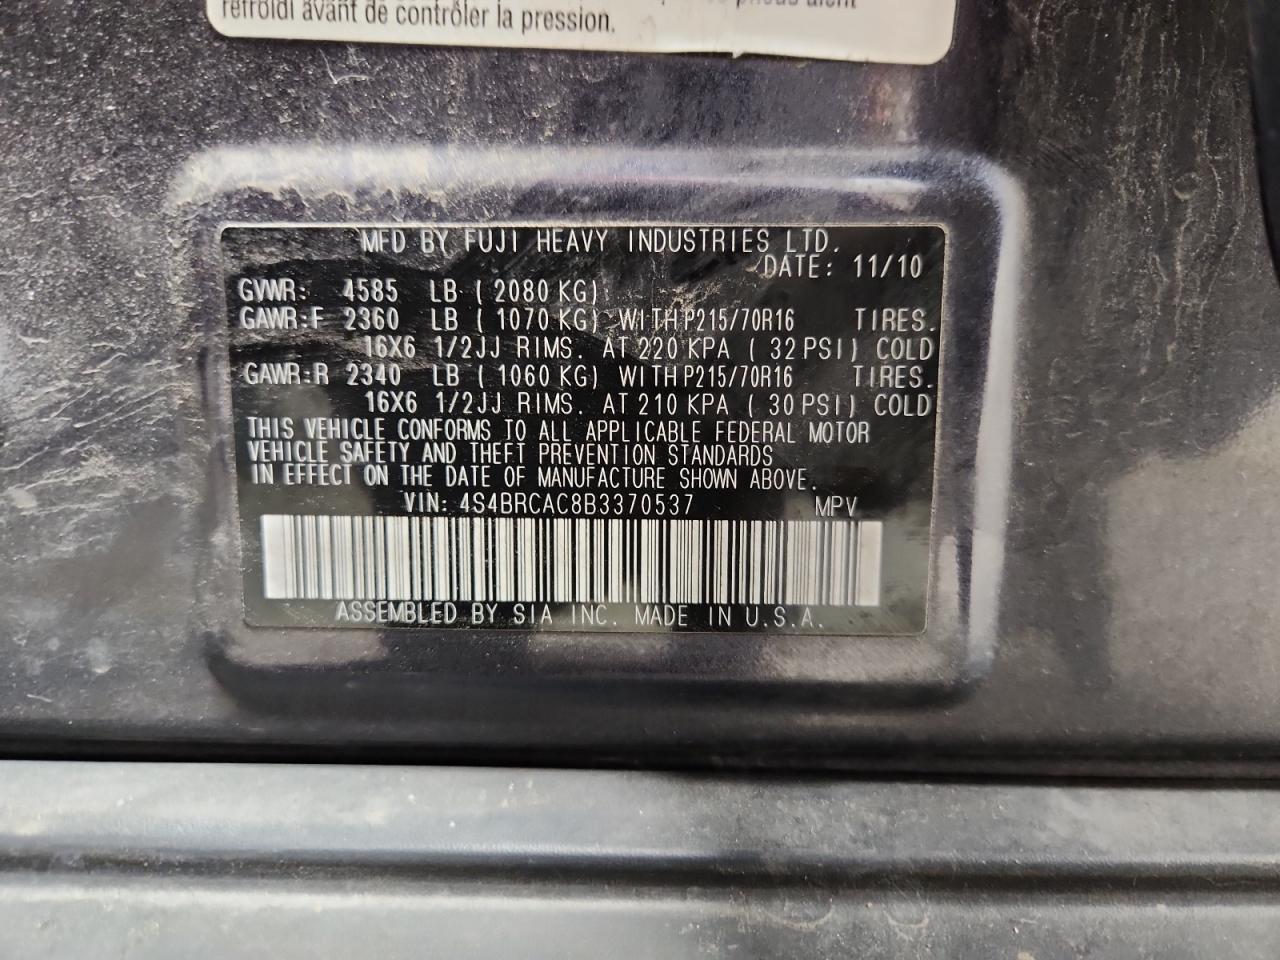 refroidi avant de contrôler la pression.
MFD BY FUJI HEAVY INDUSTRIES LTD.
DATE: 11/10
GVWR: 4585 LB ( 2080 KG)
GAWR:F 2360 LB ( 1070 KG) WITH P215/70R16 TIRES.
16X6 1/2JJ RIMS. AT 220 KPA ( 32 PSI) COLD
GAWR:R 2340 LB ( 1060 KG) WITH P215/70R16 TIRES.
16X6 1/2JJ RIMS. AT 210 KPA ( 30 PSI) COLD
THIS VEHICLE CONFORMS TO ALL APPLICABLE FEDERAL MOTOR
VEHICLE SAFETY AND THEFT PREVENTION STANDARDS
IN EFFECT ON THE DATE OF MANUFACTURE SHOWN ABOVE.
VIN: 4S4BRCAC8B3370537 MPV
ASSEMBLED BY SIA INC. MADE IN U.S.A.